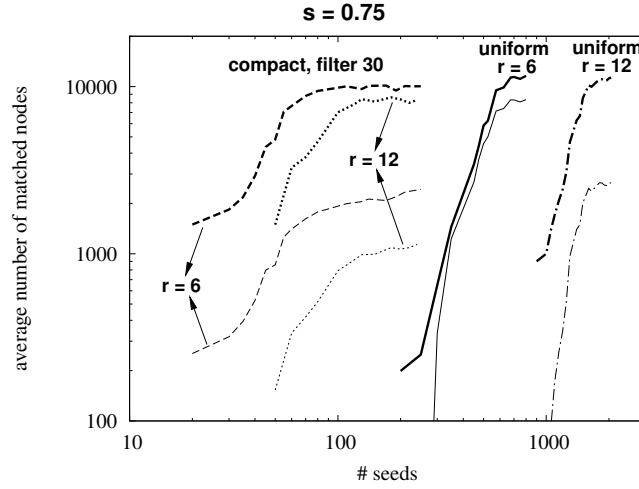 s = 0.75
compact, filter 30
uniform
r = 6
uniform
r = 12
r = 12
r = 6
average number of matched nodes
10000
1000
100
10
100
1000
# seeds